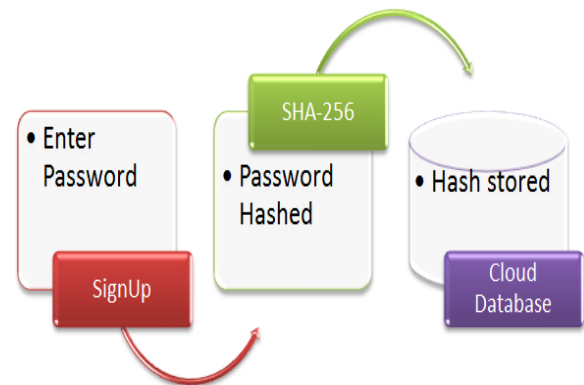 • Enter
Password
SignUp
SHA-256
• Password
Hashed
• Hash stored
Cloud
Database